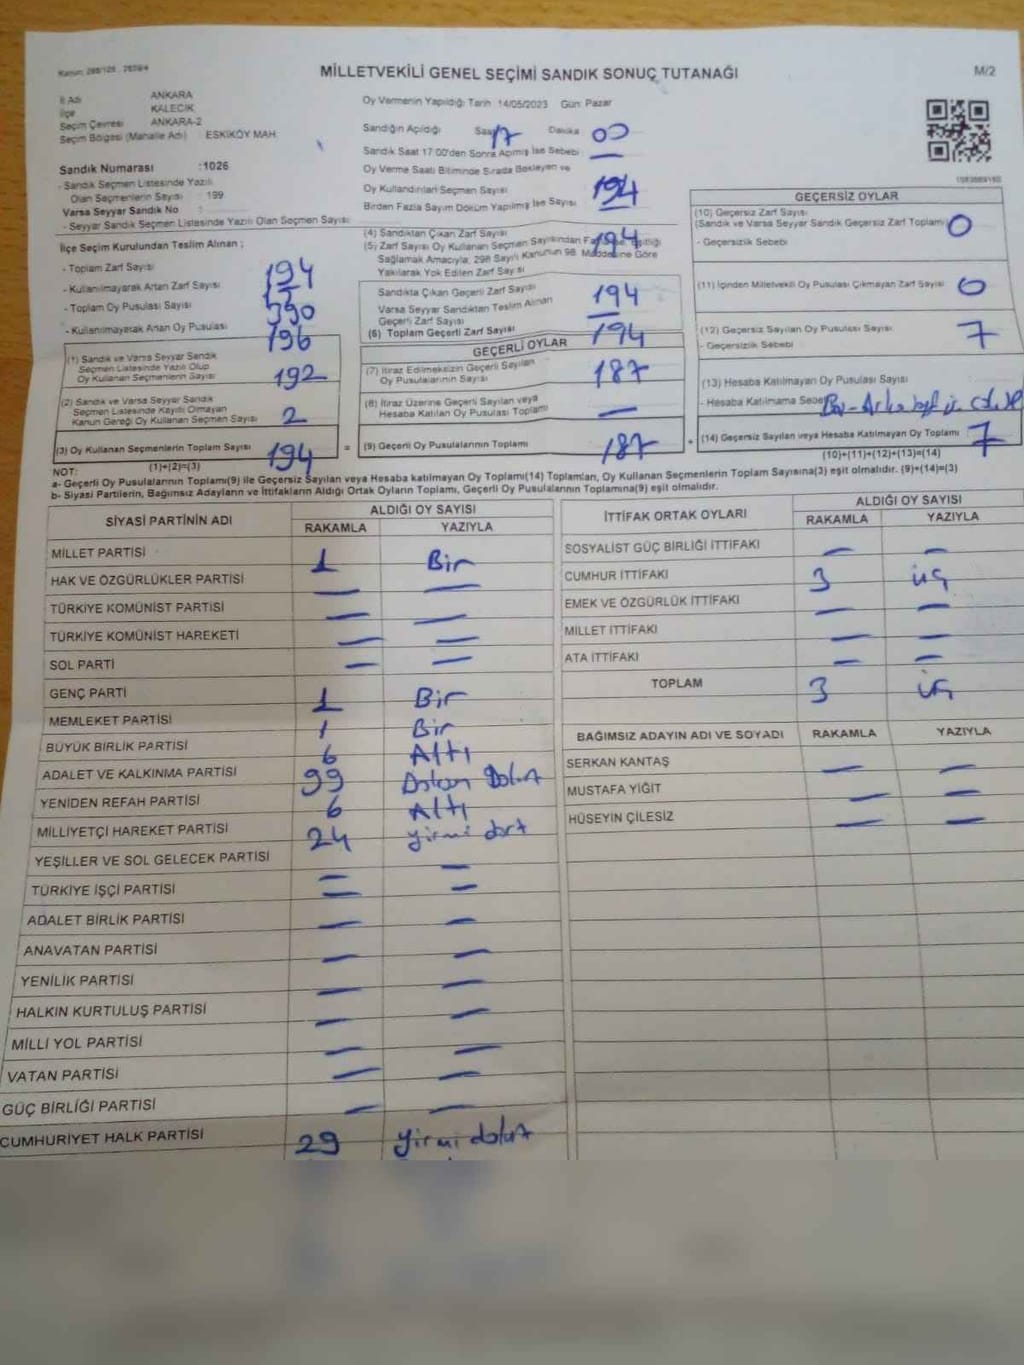 MİLLETVEKİLİ GENEL SEÇİMİ SANDIK SONUÇ TUTANAĞI
M/2
İl Adı ANKARA
İlçe KALECİK
Seçim Çevresi ANKARA-2
Seçim Bölgesi (Mahalle Adı) : ESKİKÖY MAH.
Sandık Numarası :1026
- Sandık Seçmen Listesinde Yazılı
Olan Seçmenlerin Sayısı : 199
Varsa Seyyar Sandık No
- Seyyar Sandık Seçmen Listesinde Yazılı Olan Seçmen Sayısı
Oy Vermenin Yapıldığı Tarih 14/05/2023 Gün: Pazar
Sandığın Açıldığı Saat 17 Dakika 00
Sandık Saat 17:00'den Sonra Açılmış İse Sebebi —
Oy Verme Saati Bitiminde Sırada Bekleyen ve
Oy Kullandırılan Seçmen Sayısı 194
Birden Fazla Sayım Döküm Yapılmış İse Sayısı —
İlçe Seçim Kurulundan Teslim Alınan ;
- Toplam Zarf Sayısı 194
- Kullanılmayarak Artan Zarf Sayısı
- Toplam Oy Pusulası Sayısı 390
- Kullanılmayarak Artan Oy Pusulası 196
(1) Sandık ve Varsa Seyyar Sandık
Seçmen Listesinde Yazılı Olup
Oy Kullanan Seçmenlerin Sayısı 192
(2) Sandık ve Varsa Seyyar Sandık
Seçmen Listesinde Kayıtlı Olmayan
Kanun Gereği Oy Kullanan Seçmen Sayısı 2
(3) Oy Kullanan Seçmenlerin Toplam Sayısı 194
(1)+(2)=(3)
(4) Sandıktan Çıkan Zarf Sayısı 194
(5) Zarf Sayısı Oy Kullanan Seçmen Sayısından Eşitliği
Sağlamak Amacıyla, 298 Sayılı Kanunun 98. Maddesine Göre
Yakılarak Yok Edilen Zarf Sayısı
Sandıkta Çıkan Geçerli Zarf Sayısı 194
Varsa Seyyar Sandıktan Teslim Alınan
Geçerli Zarf Sayısı —
(6) Toplam Geçerli Zarf Sayısı 194
GEÇERLİ OYLAR
(7) İtiraz Edilmeksizin Geçerli Sayılan
Oy Pusulalarının Sayısı 187
(8) İtiraz Üzerine Geçerli Sayılan veya
Hesaba Katılan Oy Pusulası Toplamı —
= (9) Geçerli Oy Pusulalarının Toplamı 187
GEÇERSİZ OYLAR
(10) Geçersiz Zarf Sayısı
(Sandık ve Varsa Seyyar Sandık Geçersiz Zarf Toplamı) 0
- Geçersizlik Sebebi
(11) İçinden Milletvekili Oy Pusulası Çıkmayan Zarf Sayısı 0
(12) Geçersiz Sayılan Oy Pusulası Sayısı 7
- Geçersizlik Sebebi
(13) Hesaba Katılmayan Oy Pusulası Sayısı
- Hesaba Katılmama Sebebi
+ (14) Geçersiz Sayılan veya Hesaba Katılmayan Oy Toplamı 7
(10)+(11)+(12)+(13)=(14)
NOT:
a- Geçerli Oy Pusulalarının Toplamı(9) ile Geçersiz Sayılan veya Hesaba katılmayan Oy Toplamı(14) Toplamları, Oy Kullanan Seçmenlerin Toplam Sayısına(3) eşit olmalıdır. (9)+(14)=(3)
b- Siyasi Partilerin, Bağımsız Adayların ve İttifakların Aldığı Ortak Oyların Toplamı, Geçerli Oy Pusulalarının Toplamına(9) eşit olmalıdır.
SİYASİ PARTİNİN ADI ALDIĞI OY SAYISI
RAKAMLA YAZIYLA
MİLLET PARTİSİ 1 Bir
HAK VE ÖZGÜRLÜKLER PARTİSİ — —
TÜRKİYE KOMÜNİST PARTİSİ — —
TÜRKİYE KOMÜNİST HAREKETİ — —
SOL PARTİ — —
GENÇ PARTİ 1 Bir
MEMLEKET PARTİSİ 1 Bir
BÜYÜK BİRLİK PARTİSİ 6 Altı
ADALET VE KALKINMA PARTİSİ 99
YENİDEN REFAH PARTİSİ 6 Altı
MİLLİYETÇİ HAREKET PARTİSİ 24 yirmi dört
YEŞİLLER VE SOL GELECEK PARTİSİ — —
TÜRKİYE İŞÇİ PARTİSİ — —
ADALET BİRLİK PARTİSİ — —
ANAVATAN PARTİSİ — —
YENİLİK PARTİSİ — —
HALKIN KURTULUŞ PARTİSİ — —
MİLLİ YOL PARTİSİ — —
VATAN PARTİSİ — —
GÜÇ BİRLİĞİ PARTİSİ — —
CUMHURİYET HALK PARTİSİ 29 yirmi dokuz
İTTİFAK ORTAK OYLARI ALDIĞI OY SAYISI
RAKAMLA YAZIYLA
SOSYALİST GÜÇ BİRLİĞİ İTTİFAKI — —
CUMHUR İTTİFAKI 3 üç
EMEK VE ÖZGÜRLÜK İTTİFAKI — —
MİLLET İTTİFAKI — —
ATA İTTİFAKI — —
TOPLAM 3 üç
BAĞIMSIZ ADAYIN ADI VE SOYADI RAKAMLA YAZIYLA
SERKAN KANTAŞ — —
MUSTAFA YİĞİT — —
HÜSEYİN ÇİLESİZ — —